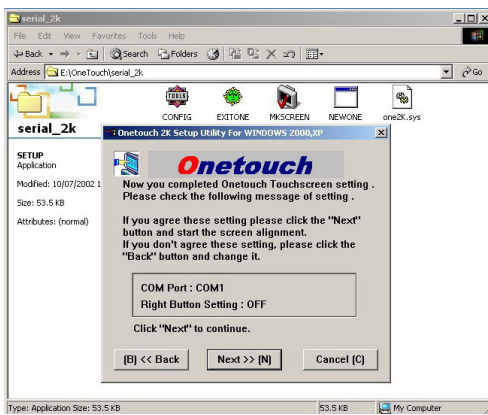 serial_2k
File Edit View Favorites Tools Help
Back Search Folders
Address E:\OneTouch\serial_2k Go
TOOLS
CONFIG EXITONE MKSCREEN NEWONE one2K.sys
serial_2k
Onetouch 2K Setup Utility For WINDOWS 2000,XP
SETUP
Application
Modified: 10/07/2002 1
Size: 53.5 KB
Attributes: (normal)
Onetouch
Now you completed Onetouch Touchscreen setting .
Please check the following message of setting .
If you agree these setting please click the "Next"
button and start the screen alignment.
If you don't agree these setting, please click the
"Back" button and change it.
COM Port : COM1
Right Button Setting : OFF
Click "Next" to continue.
(B) << Back Next >> (N) Cancel (C)
Type: Application Size: 53.5 KB 53.5 KB My Computer